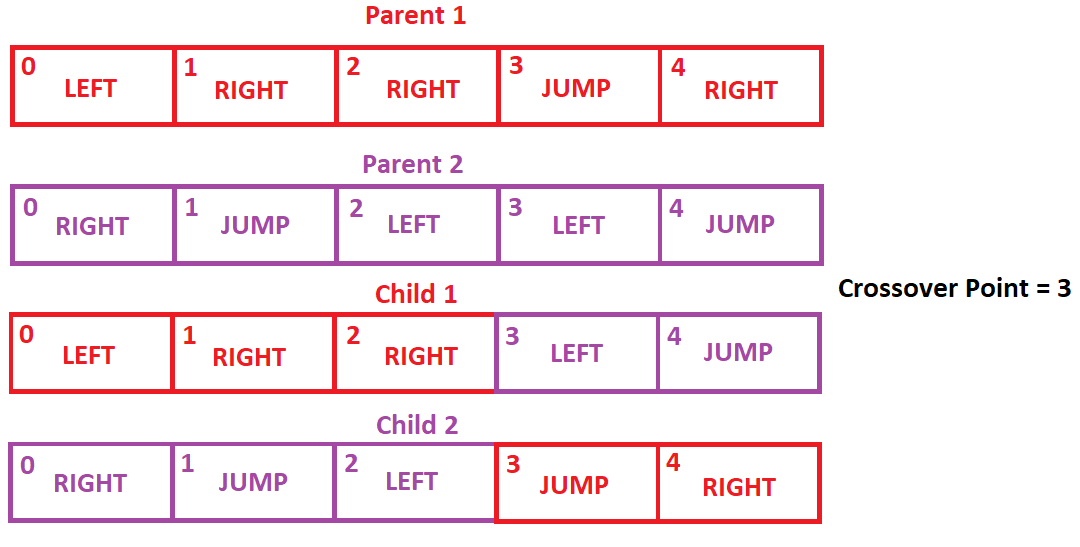 Parent 1
0 LEFT 1 RIGHT 2 RIGHT 3 JUMP 4 RIGHT
Parent 2
0 RIGHT 1 JUMP 2 LEFT 3 LEFT 4 JUMP
Crossover Point = 3
Child 1
0 LEFT 1 RIGHT 2 RIGHT 3 LEFT 4 JUMP
Child 2
0 RIGHT 1 JUMP 2 LEFT 3 JUMP 4 RIGHT